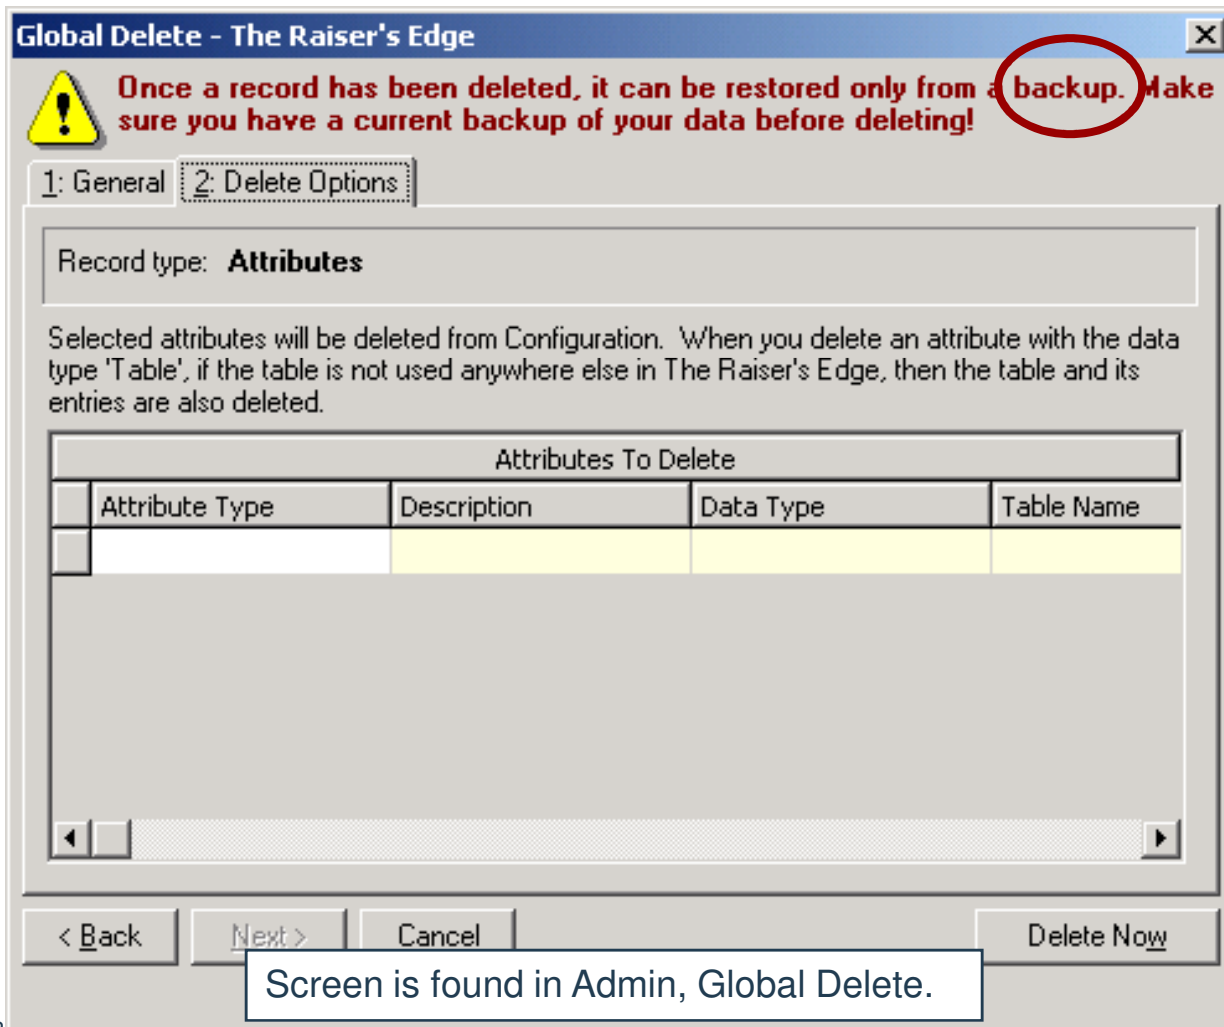 Global Delete - The Raiser's Edge
Once a record has been deleted, it can be restored only from a backup. Make
sure you have a current backup of your data before deleting!
1: General 2: Delete Options
Record type: Attributes
Selected attributes will be deleted from Configuration. When you delete an attribute with the data
type 'Table', if the table is not used anywhere else in The Raiser's Edge, then the table and its
entries are also deleted.
Attributes To Delete
Attribute Type Description Data Type Table Name
< Back Next > Cancel Delete Now
Screen is found in Admin, Global Delete.